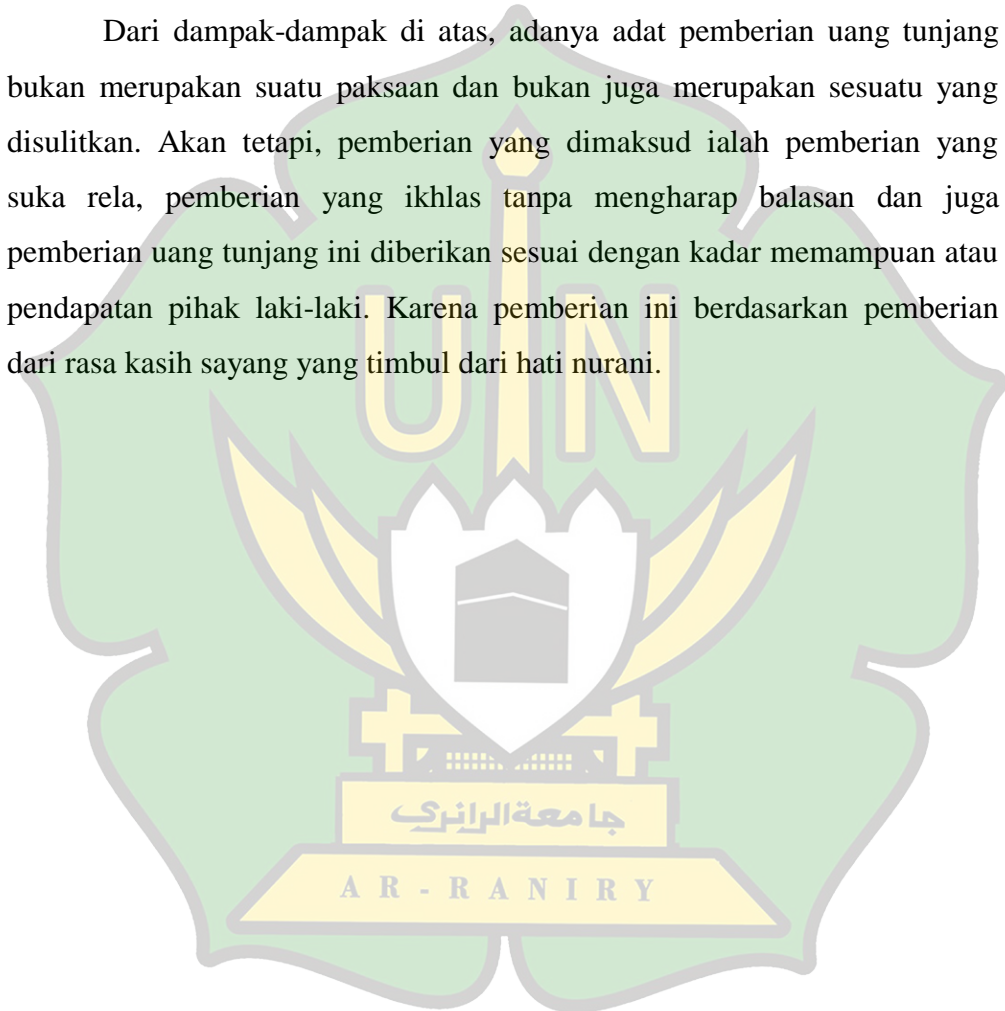 Dari dampak-dampak di atas, adanya adat pemberian uang tunjang
bukan merupakan suatu paksaan dan bukan juga merupakan sesuatu yang
disulitkan. Akan tetapi, pemberian yang dimaksud ialah pemberian yang
suka rela, pemberian yang ikhlas tanpa mengharap balasan dan juga
pemberian uang tunjang ini diberikan sesuai dengan kadar memampuan atau
pendapatan pihak laki-laki. Karena pemberian ini berdasarkan pemberian
dari rasa kasih sayang yang timbul dari hati nurani.
UIN
جامعة الرانري
AR-RANIRY